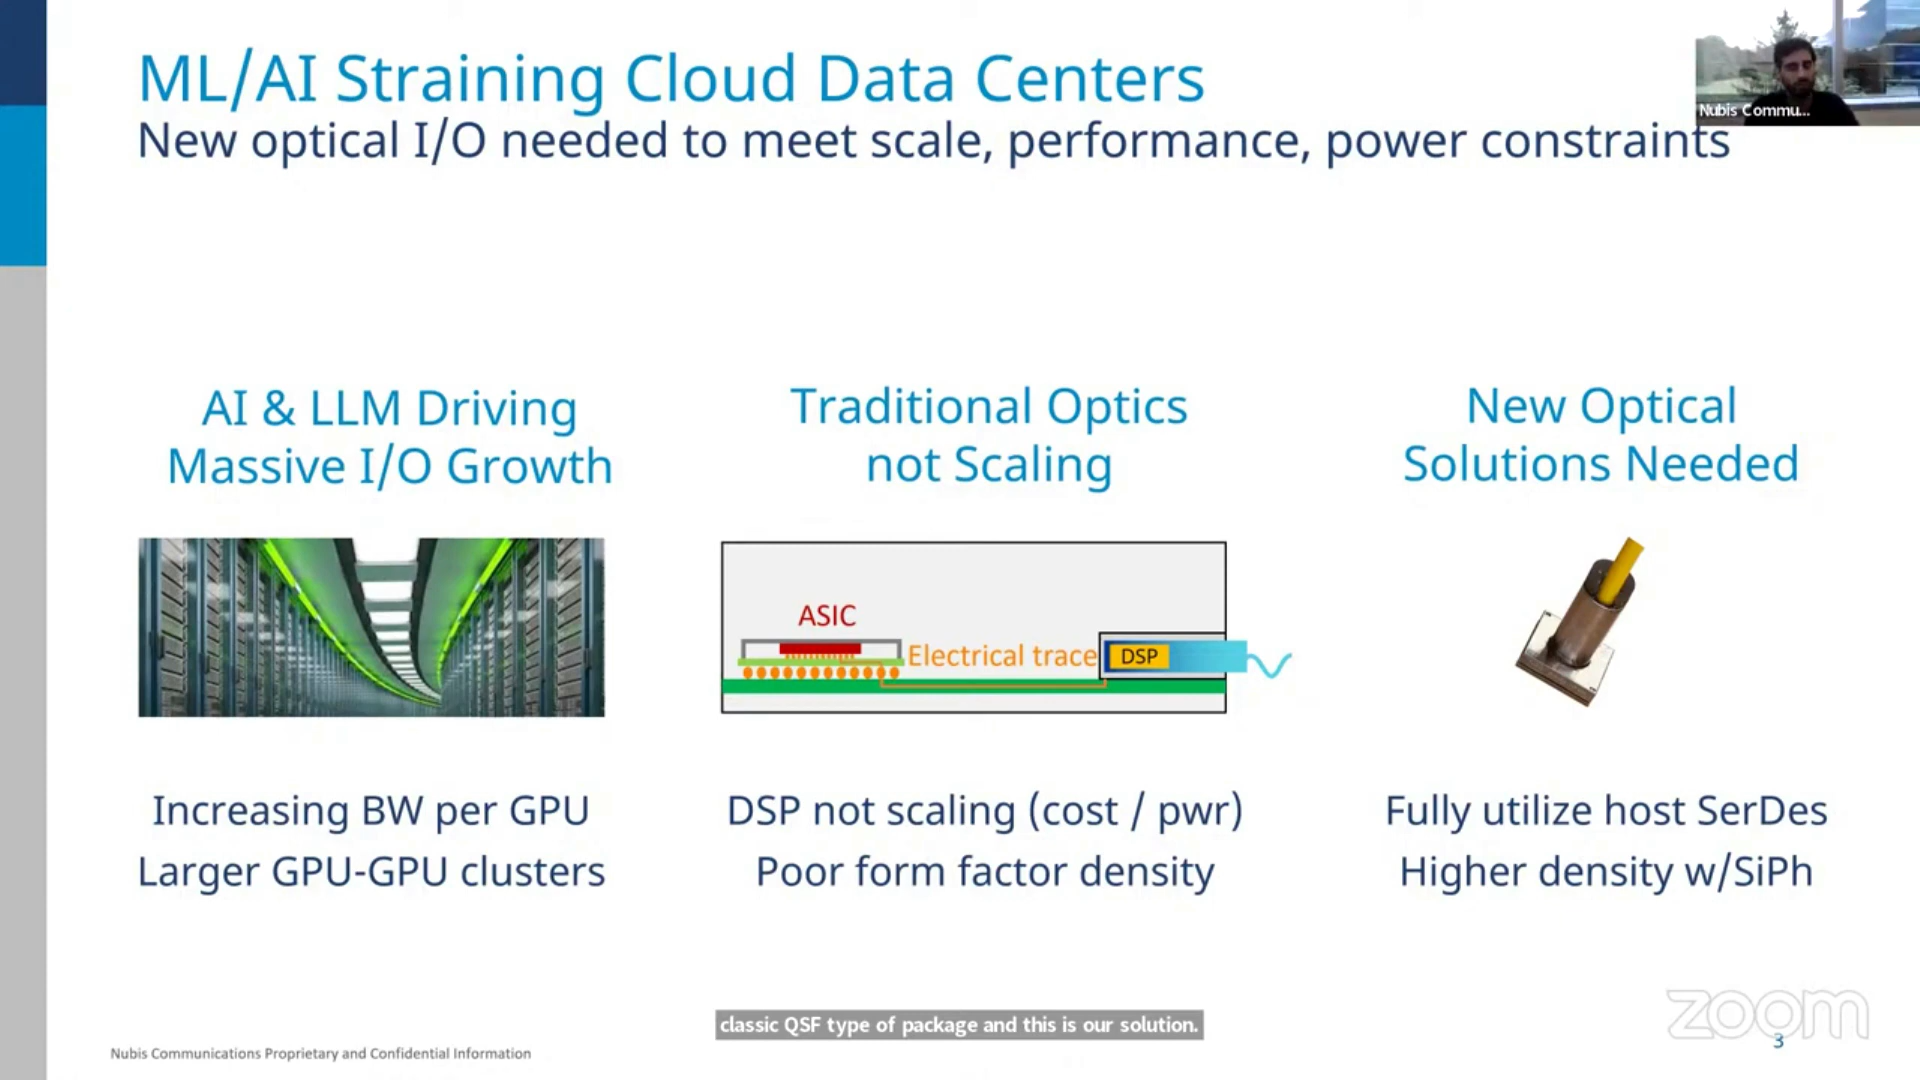 ML/AI Straining Cloud Data Centers
New optical I/O needed to meet scale, performance, power constraints
Nubis Commu...
AI & LLM Driving
Massive I/O Growth
Increasing BW per GPU
Larger GPU-GPU clusters
Traditional Optics
not Scaling
ASIC
Electrical trace
DSP
DSP not scaling (cost / pwr)
Poor form factor density
New Optical
Solutions Needed
Fully utilize host SerDes
Higher density w/SiPh
classic QSF type of package and this is our solution.
Nubis Communications Proprietary and Confidential Information
zoom
3